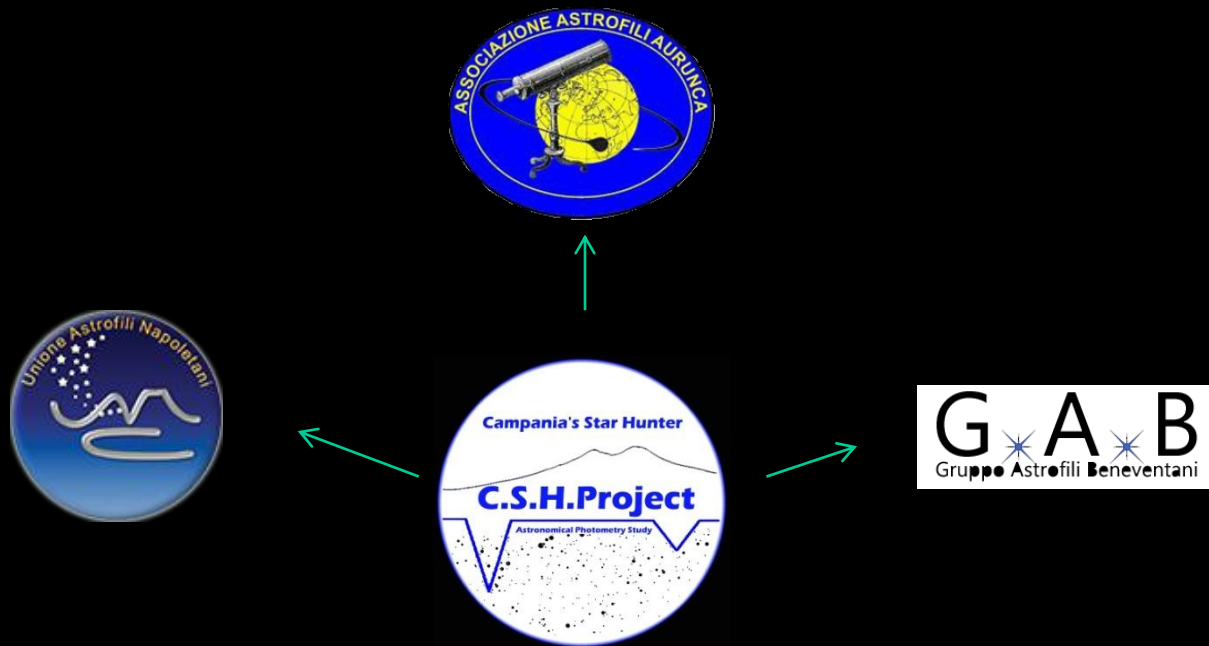 ASSOCIAZIONE ASTROFILI AURUNCA
Unione Astrofili Napoletani
Campania's Star Hunter
C.S.H.Project
Astronomical Photometry Study
G A B
Gruppo Astrofili Beneventani